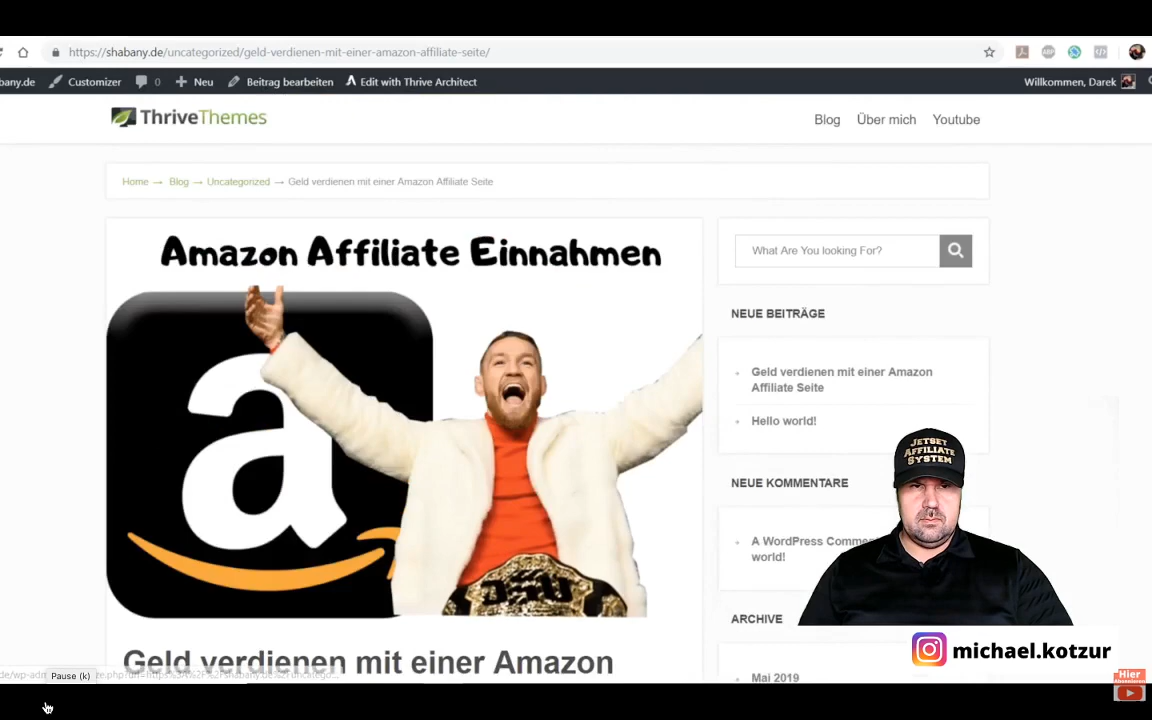 https://shabany.de/uncategorized/geld-verdienen-mit-einer-amazon-affiliate-seite/
ABP
bany.de Customizer 0 Neu Beitrag bearbeiten Edit with Thrive Architect Willkommen, Darek
ThriveThemes
Blog Über mich Youtube
Home → Blog → Uncategorized → Geld verdienen mit einer Amazon Affiliate Seite
Amazon Affiliate Einnahmen
a
What Are You looking For?
NEUE BEITRÄGE
Geld verdienen mit einer Amazon
Affiliate Seite
Hello world!
JETSET
AFFILIATE
SYSTEM
NEUE KOMMENTARE
A WordPress Comme
world!
ARCHIVE
michael.kotzur
Geld verdienen mit einer Amazon
Mai 2019
Pause (k)
Hier